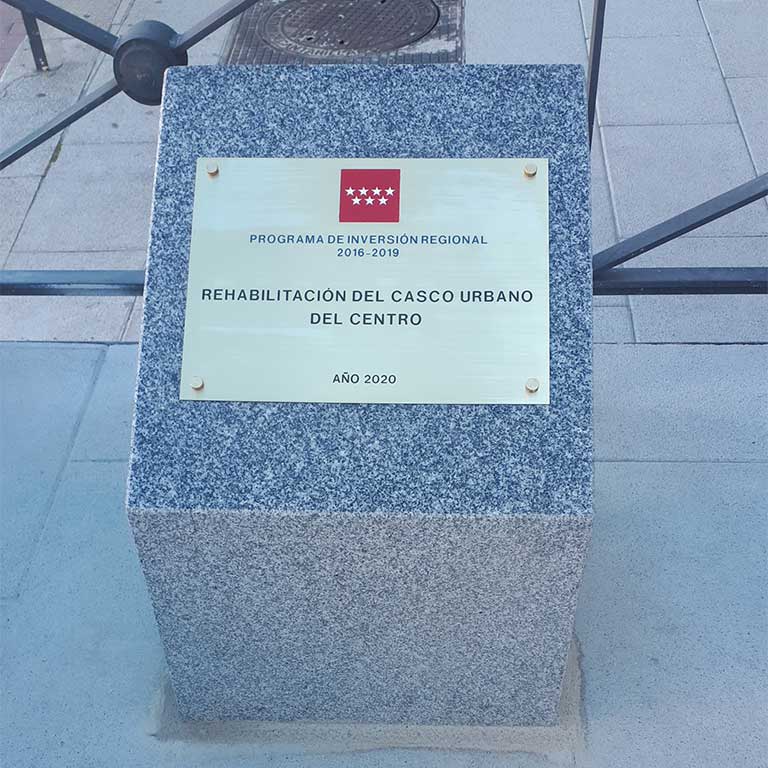 PROGRAMA DE INVERSIÓN REGIONAL
2016-2019
REHABILITACIÓN DEL CASCO URBANO
DEL CENTRO
AÑO 2020